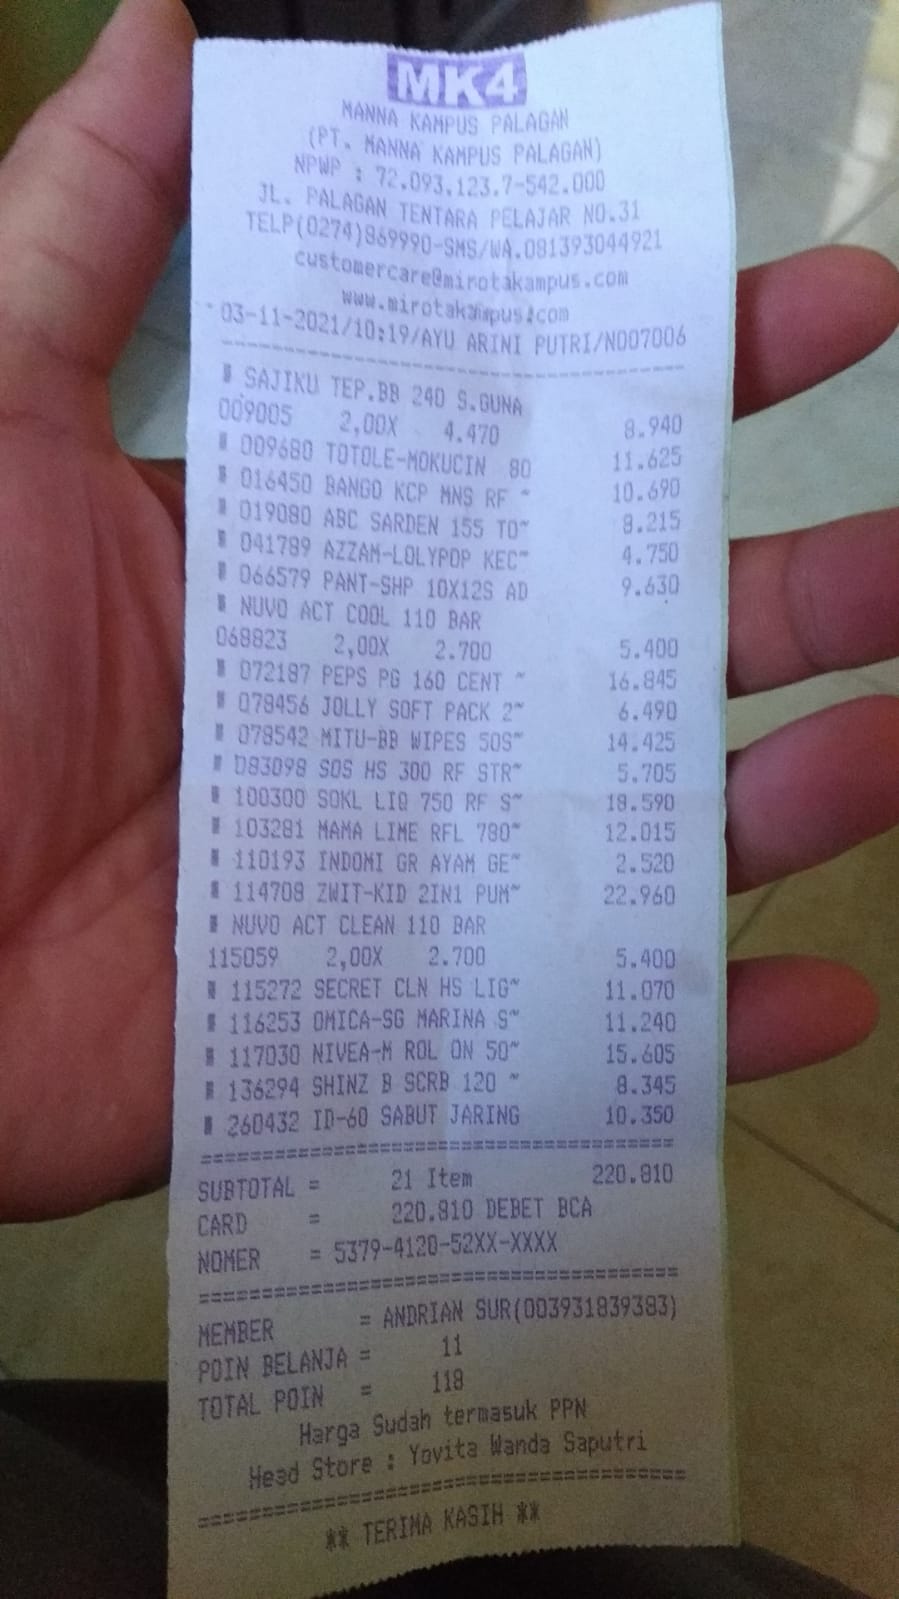 MK4
MANNA KAMPUS PALAGAN
(PT. MANNA KAMPUS PALAGAN)
NPWP : 72.093.123.7-542.000
JL. PALAGAN TENTARA PELAJAR NO.31
TELP(0274)869990-SMS/WA.081393044921
customercare@mirotakampus.com
www.mirotakampus.com
03-11-2021/10:19/AYU ARINI PUTRI/N007006
SAJIKU TEP.BB 240 S.GUNA
009005 2,00X 4.470 8.940
009680 TOTOLE-MOKUCIN 80 11.625
016450 BANGO KCP MNS RF ~ 10.690
019080 ABC SARDEN 155 TO~ 8.215
041789 AZZAM-LOLYPOP KEC~ 4.750
066579 PANT-SHP 10X12S AD 9.630
NUVO ACT COOL 110 BAR
068823 2,00X 2.700 5.400
072187 PEPS PG 160 CENT ~ 16.845
078456 JOLLY SOFT PACK 2~ 6.490
078542 MITU-BB WIPES 50S~ 14.425
083098 SOS HS 300 RF STR~ 5.705
100300 SOKL LIQ 750 RF S~ 18.590
103281 MAMA LIME RFL 780~ 12.015
110193 INDOMI GR AYAM GE~ 2.520
114708 ZWIT-KID 2IN1 PUM~ 22.960
NUVO ACT CLEAN 110 BAR
115059 2,00X 2.700 5.400
115272 SECRET CLN HS LIG~ 11.070
116253 OMICA-SG MARINA S~ 11.240
117030 NIVEA-M ROL ON 50~ 15.605
136294 SHINZ B SCRB 120 ~ 8.345
260432 ID-60 SABUT JARING 10.350
SUBTOTAL = 21 Item 220.810
CARD = 220.810 DEBET BCA
NOMER = 5379-4120-52XX-XXXX
MEMBER = ANDRIAN SUR(003931839383)
POIN BELANJA = 11
TOTAL POIN = 118
Harga Sudah termasuk PPN
Head Store : Yovita Wanda Saputri
** TERIMA KASIH **